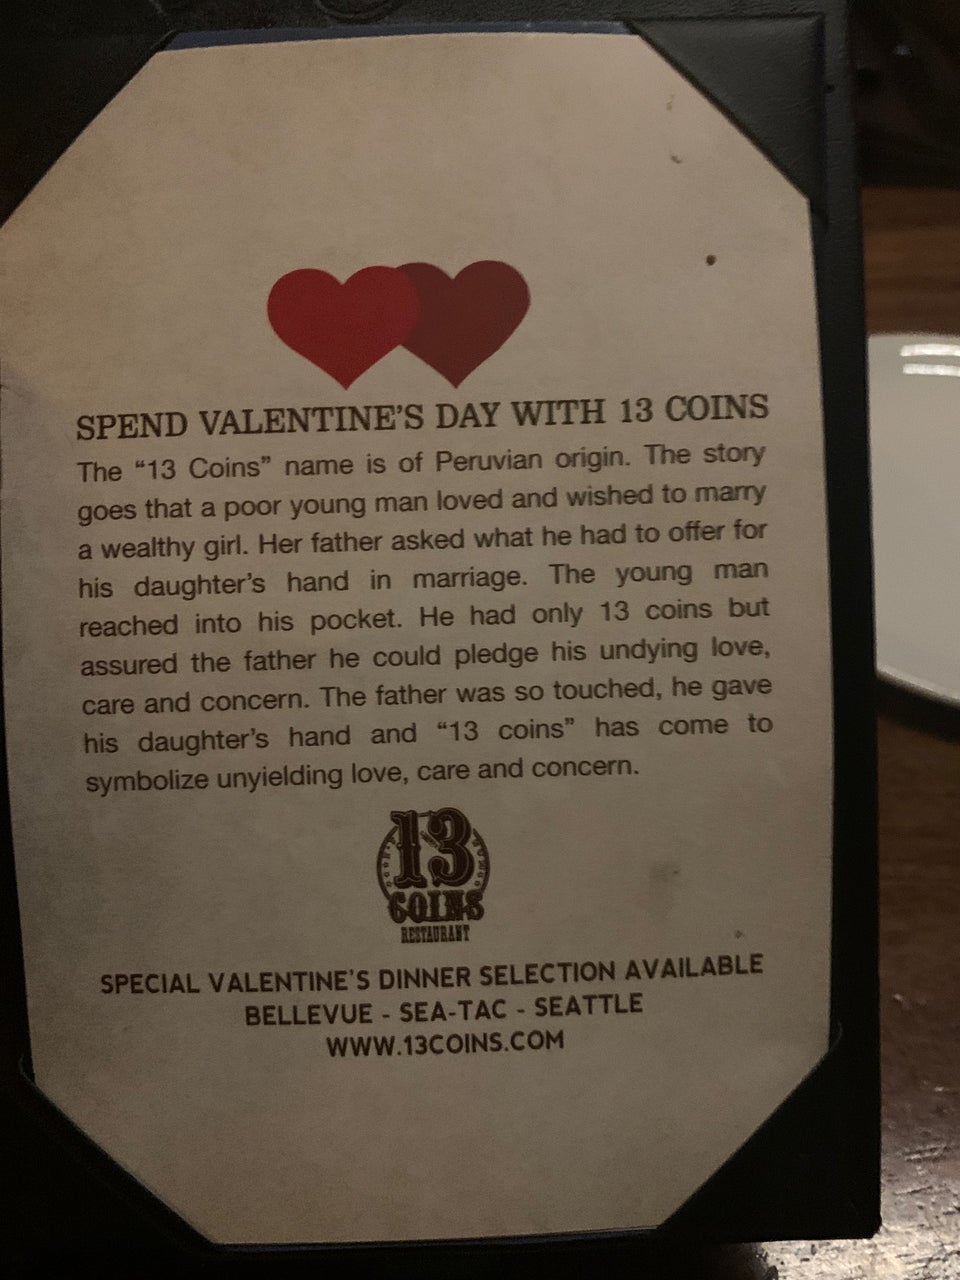 SPEND VALENTINE'S DAY WITH 13 COINS
The “13 Coins” name is of Peruvian origin. The story
goes that a poor young man loved and wished to marry
a wealthy girl. Her father asked what he had to offer for
his daughter's hand in marriage. The young man
reached into his pocket. He had only 13 coins but
assured the father he could pledge his undying love,
care and concern. The father was so touched, he gave
his daughter's hand and “13 coins” has come to
symbolize unyielding love, care and concern.
13
COINS
RESTAURANT
SPECIAL VALENTINE'S DINNER SELECTION AVAILABLE
BELLEVUE - SEA-TAC - SEATTLE
WWW.13COINS.COM